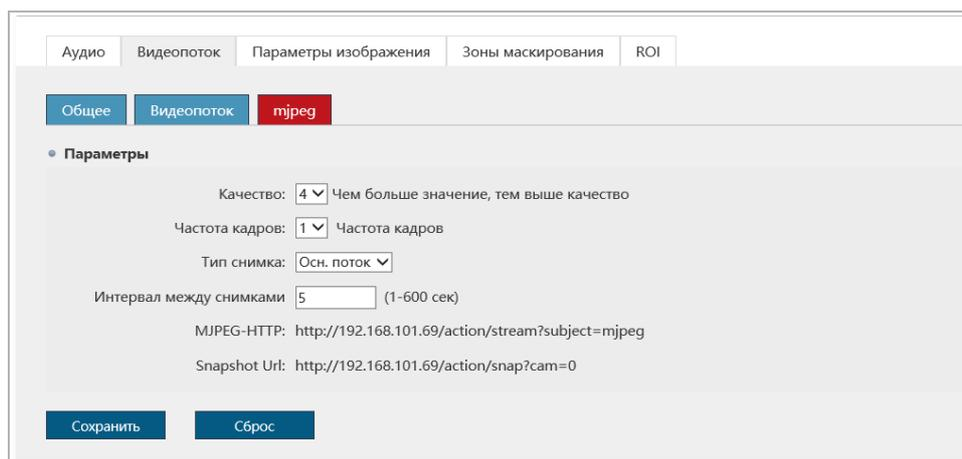 Аудио Видеопоток Параметры изображения Зоны маскирования ROI
Общее Видеопоток mjpeg
Параметры
Качество: 4 Чем больше значение, тем выше качество
Частота кадров: 1 Частота кадров
Тип снимка: Осн. поток
Интервал между снимками 5 (1-600 сек)
MJPEG-HTTP: http://192.168.101.69/action/stream?subject=mjpeg
Snapshot Url: http://192.168.101.69/action/snap?cam=0
Сохранить Сброс